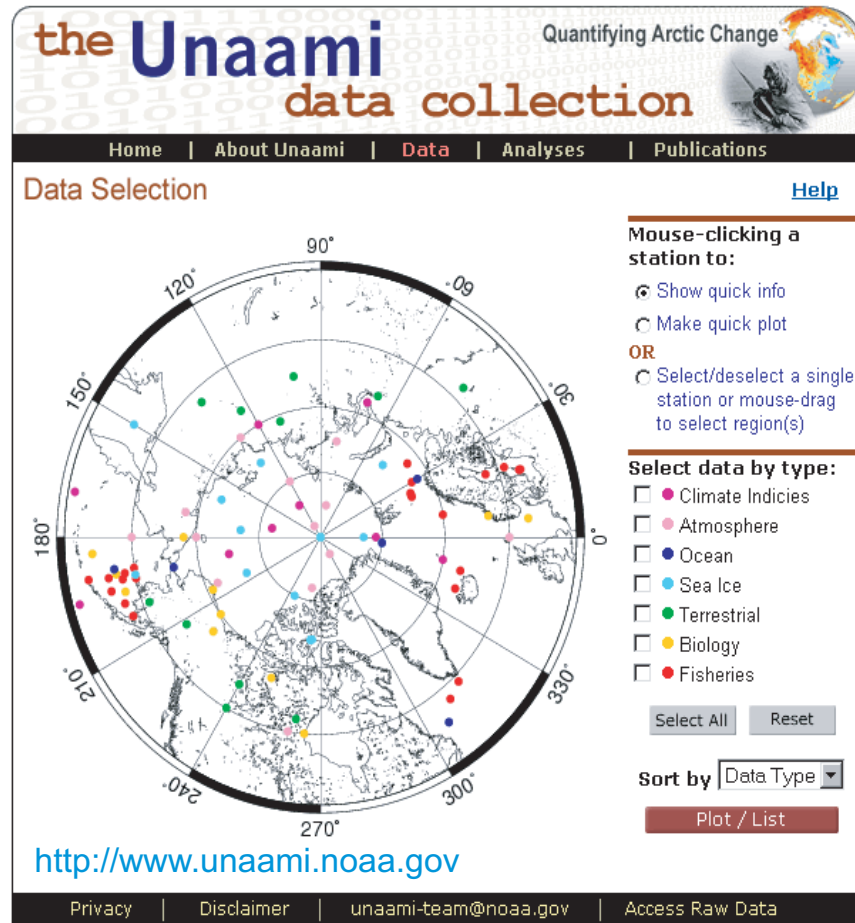 the Unaami
data collection
Quantifying Arctic Change
Home | About Unaami | Data | Analyses | Publications
Data Selection
Help
90°
120°
60°
150°
30°
180°
0°
210°
330°
240°
300°
270°
http://www.unaami.noaa.gov
Mouse-clicking a
station to:
Show quick info
Make quick plot
OR
Select/deselect a single
station or mouse-drag
to select region(s)
Select data by type:
Climate Indicies
Atmosphere
Ocean
Sea Ice
Terrestrial
Biology
Fisheries
Select All Reset
Sort by Data Type
Plot / List
Privacy | Disclaimer | unaami-team@noaa.gov | Access Raw Data